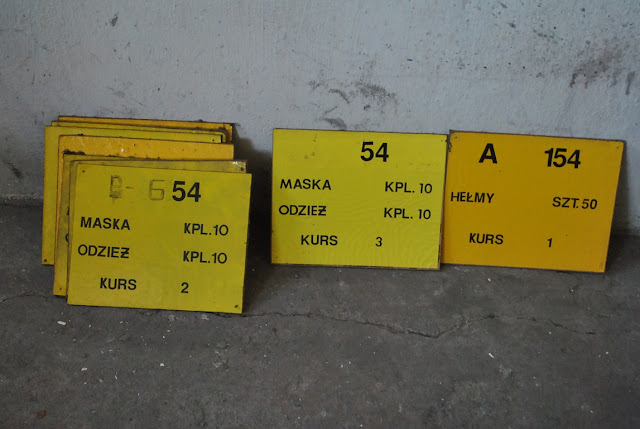 B-6 54
MASKA KPL.10
ODZIEŻ KPL.10
KURS 2
54
MASKA KPL.10
ODZIEŻ KPL.10
KURS 3
A 154
HEŁMY SZT.50
KURS 1